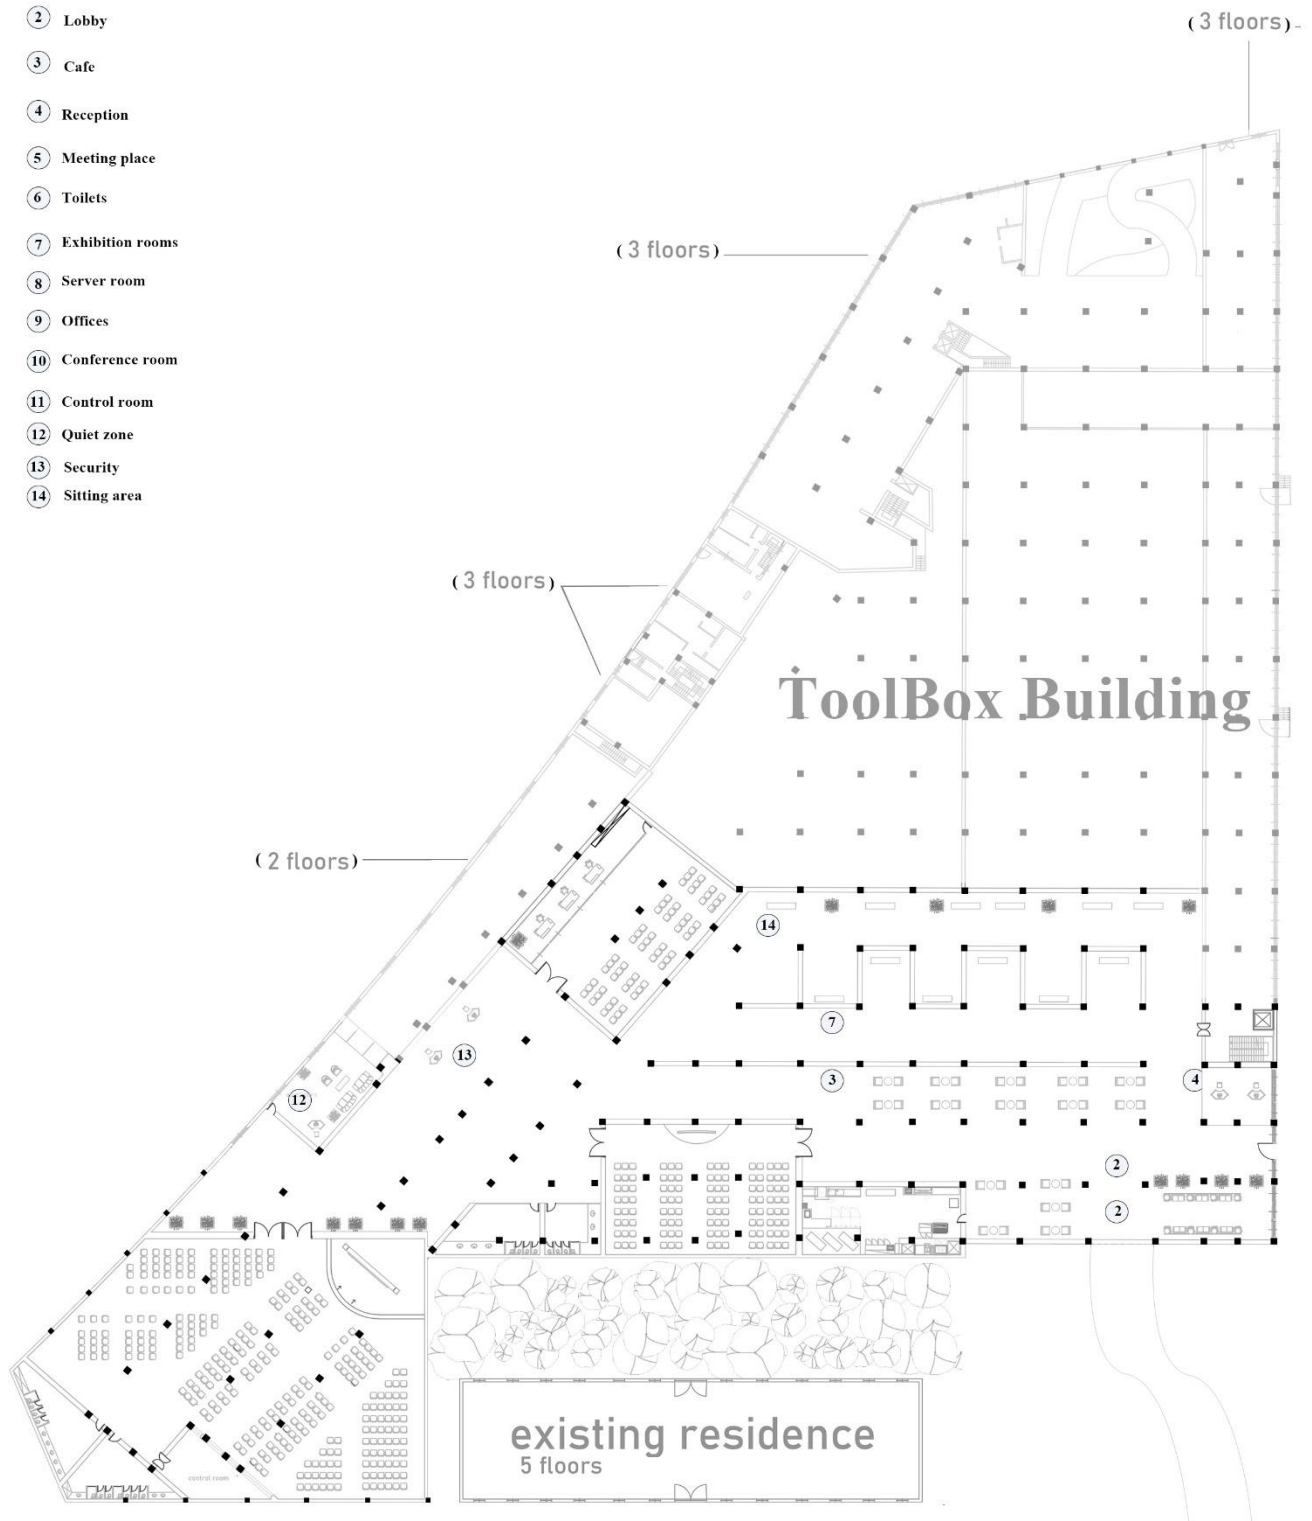 2 Lobby
3 Cafe
4 Reception
5 Meeting place
6 Toilets
7 Exhibition rooms
8 Server room
9 Offices
10 Conference room
11 Control room
12 Quiet zone
13 Security
14 Sitting area
( 3 floors )
( 3 floors )
( 3 floors )
ToolBox Building
( 2 floors )
14
7
13
3
4
12
2
2
control room
existing residence
5 floors